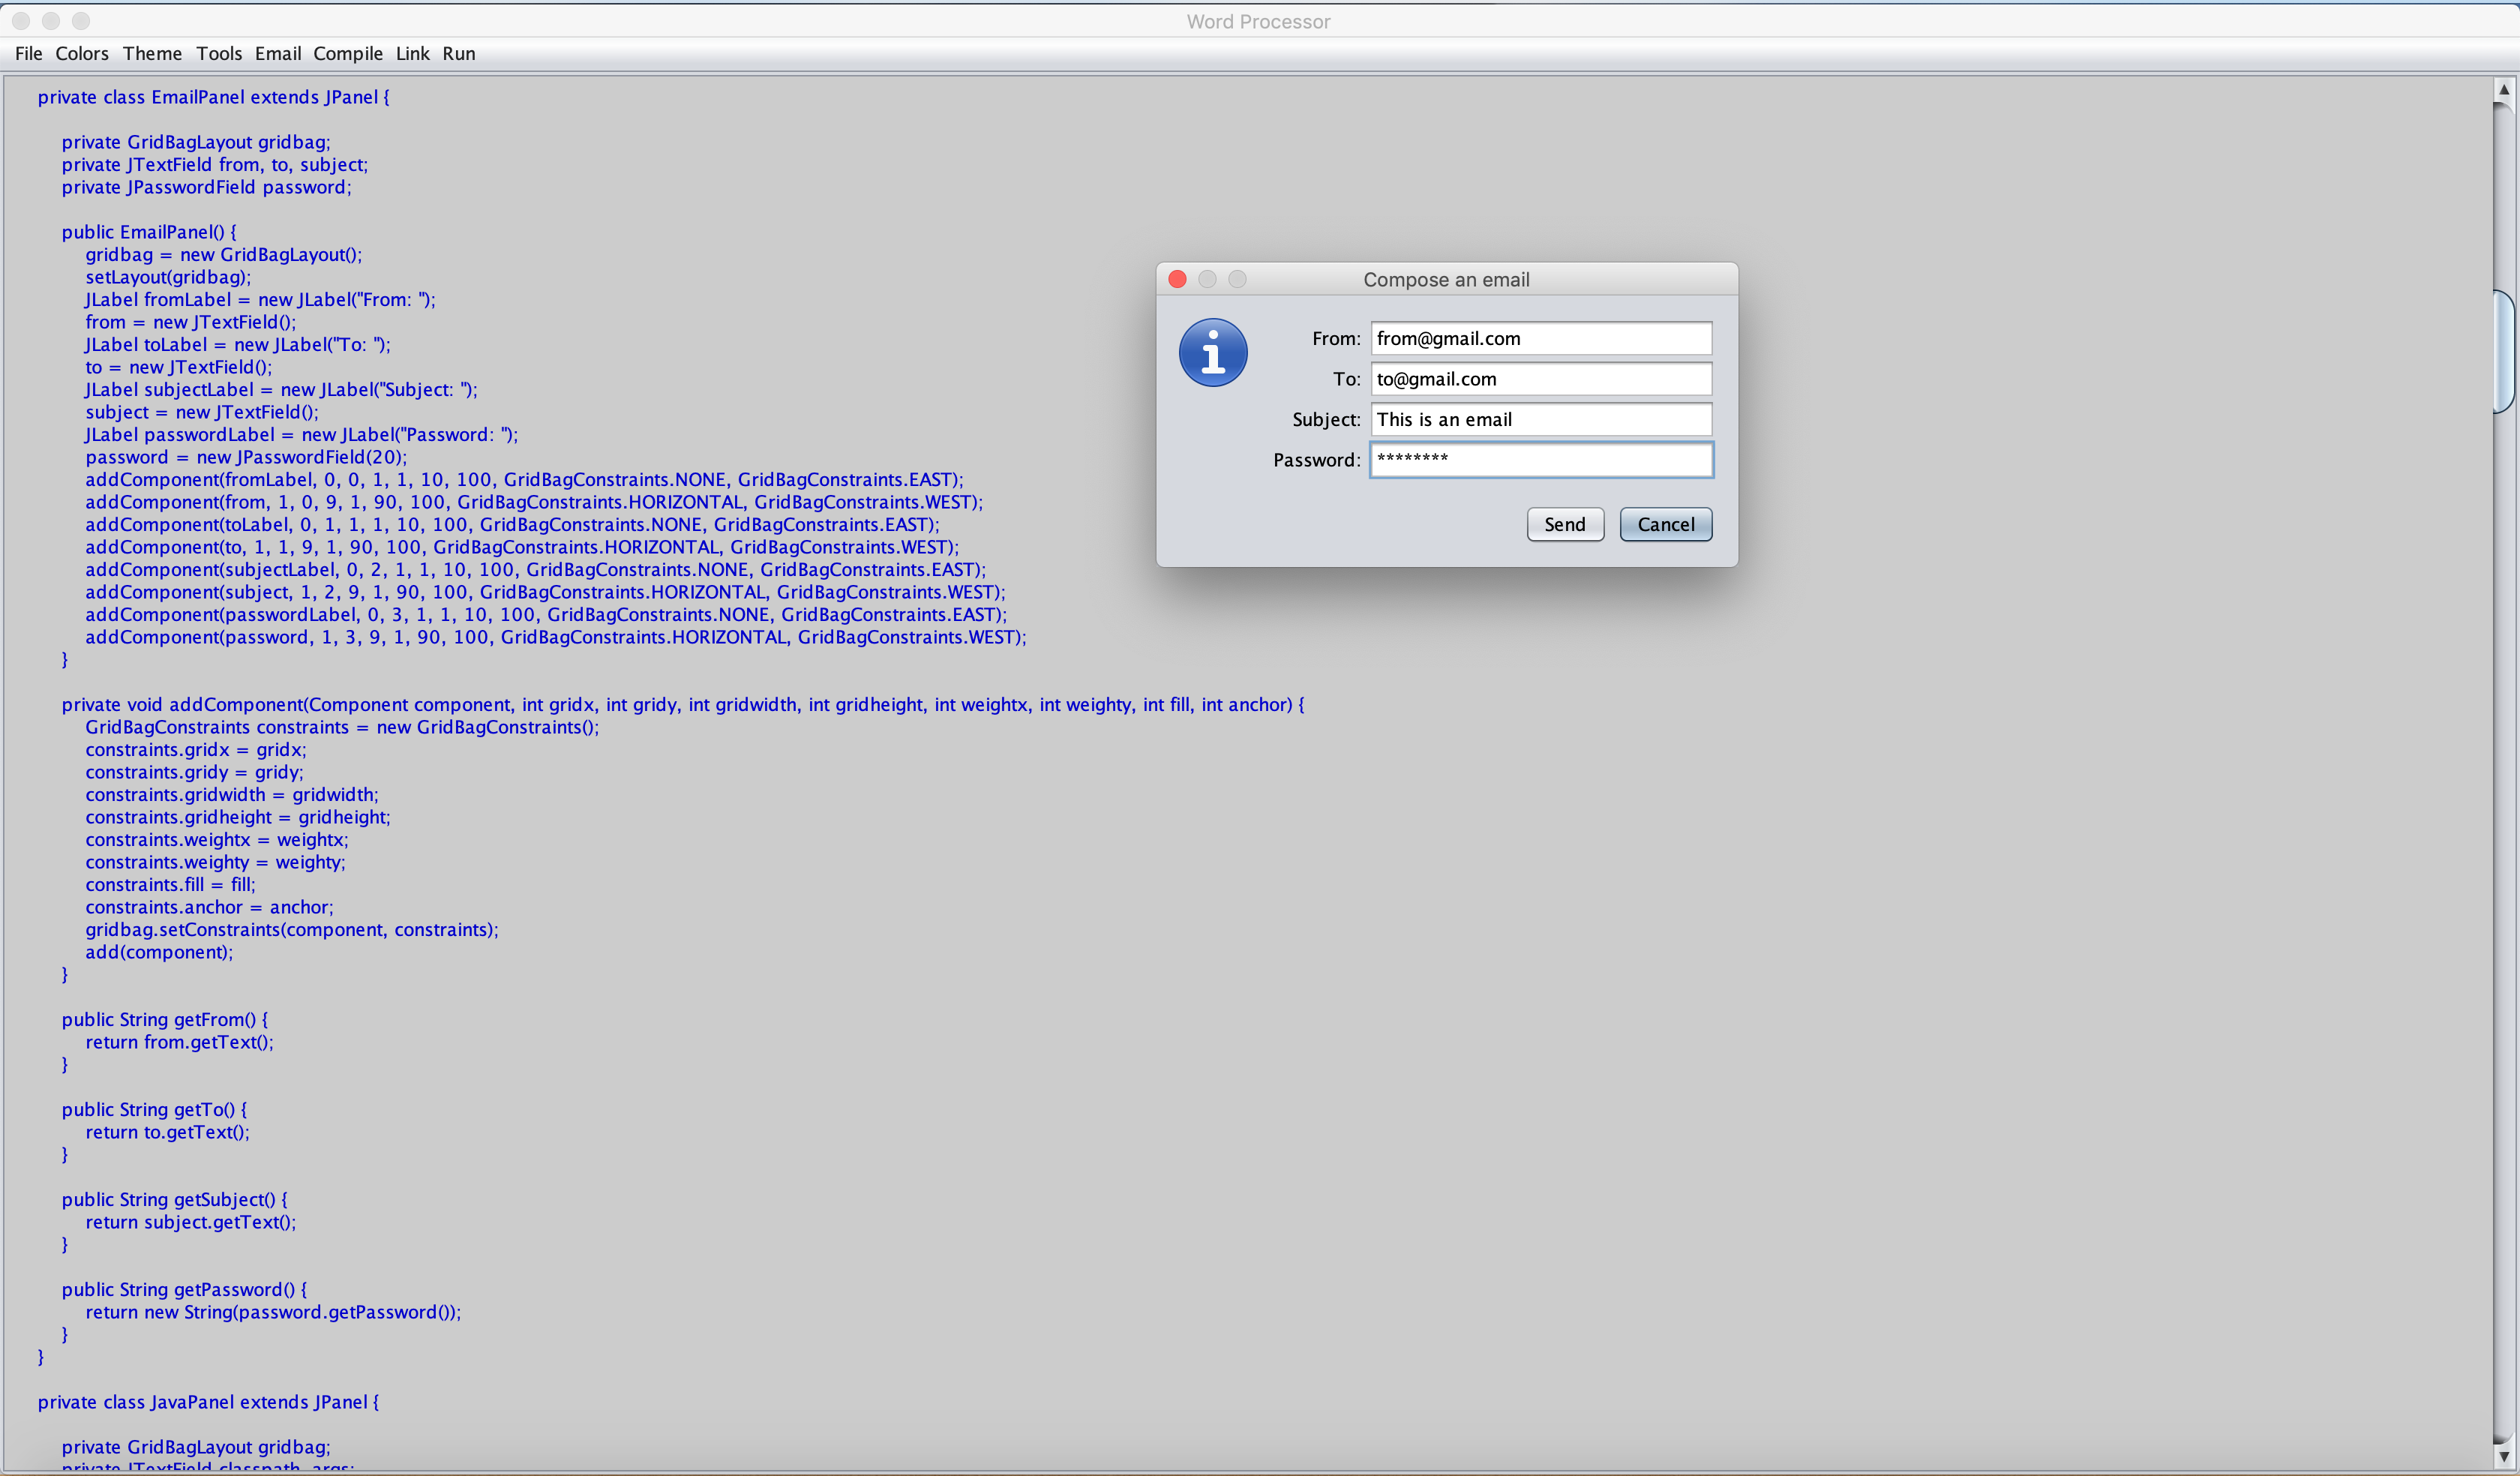 Word Processor
File Colors Theme Tools Email Compile Link Run
private class EmailPanel extends JPanel {
private GridBagLayout gridbag;
private JTextField from, to, subject;
private JPasswordField password;
public EmailPanel() {
gridbag = new GridBagLayout();
setLayout(gridbag);
JLabel fromLabel = new JLabel("From: ");
from = new JTextField();
JLabel toLabel = new JLabel("To: ");
to = new JTextField();
JLabel subjectLabel = new JLabel("Subject: ");
subject = new JTextField();
JLabel passwordLabel = new JLabel("Password: ");
password = new JPasswordField(20);
addComponent(fromLabel, 0, 0, 1, 1, 10, 100, GridBagConstraints.NONE, GridBagConstraints.EAST);
addComponent(from, 1, 0, 9, 1, 90, 100, GridBagConstraints.HORIZONTAL, GridBagConstraints.WEST);
addComponent(toLabel, 0, 1, 1, 1, 10, 100, GridBagConstraints.NONE, GridBagConstraints.EAST);
addComponent(to, 1, 1, 9, 1, 90, 100, GridBagConstraints.HORIZONTAL, GridBagConstraints.WEST);
addComponent(subjectLabel, 0, 2, 1, 1, 10, 100, GridBagConstraints.NONE, GridBagConstraints.EAST);
addComponent(subject, 1, 2, 9, 1, 90, 100, GridBagConstraints.HORIZONTAL, GridBagConstraints.WEST);
addComponent(passwordLabel, 0, 3, 1, 1, 10, 100, GridBagConstraints.NONE, GridBagConstraints.EAST);
addComponent(password, 1, 3, 9, 1, 90, 100, GridBagConstraints.HORIZONTAL, GridBagConstraints.WEST);
}
private void addComponent(Component component, int gridx, int gridy, int gridwidth, int gridheight, int weightx, int weighty, int fill, int anchor) {
GridBagConstraints constraints = new GridBagConstraints();
constraints.gridx = gridx;
constraints.gridy = gridy;
constraints.gridwidth = gridwidth;
constraints.gridheight = gridheight;
constraints.weightx = weightx;
constraints.weighty = weighty;
constraints.fill = fill;
constraints.anchor = anchor;
gridbag.setConstraints(component, constraints);
add(component);
}
public String getFrom() {
return from.getText();
}
public String getTo() {
return to.getText();
}
public String getSubject() {
return subject.getText();
}
public String getPassword() {
return new String(password.getPassword());
}
}
private class JavaPanel extends JPanel {
private GridBagLayout gridbag;
private JTextField classpath, args;
Compose an email
From: from@gmail.com
To: to@gmail.com
Subject: This is an email
Password: ********
Send Cancel